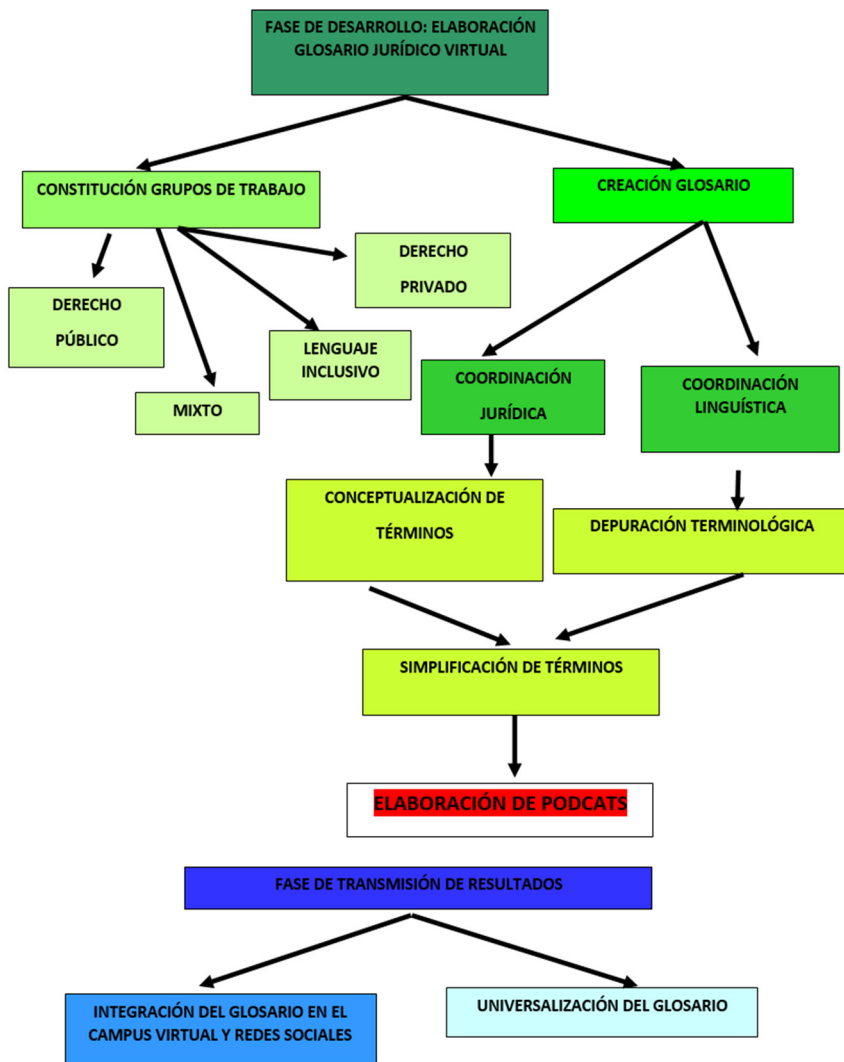 FASE DE DESARROLLO: ELABORACIÓN
GLOSARIO JURÍDICO VIRTUAL
CONSTITUCIÓN GRUPOS DE TRABAJO
CREACIÓN GLOSARIO
DERECHO
PRIVADO
DERECHO
PÚBLICO
LENGUAJE
INCLUSIVO
MIXTO
COORDINACIÓN
JURÍDICA
COORDINACIÓN
LINGUÍSTICA
CONCEPTUALIZACIÓN DE
TÉRMINOS
DEPURACIÓN TERMINOLÓGICA
SIMPLIFICACIÓN DE TÉRMINOS
ELABORACIÓN DE PODCATS
FASE DE TRANSMISIÓN DE RESULTADOS
INTEGRACIÓN DEL GLOSARIO EN EL
CAMPUS VIRTUAL Y REDES SOCIALES
UNIVERSALIZACIÓN DEL GLOSARIO